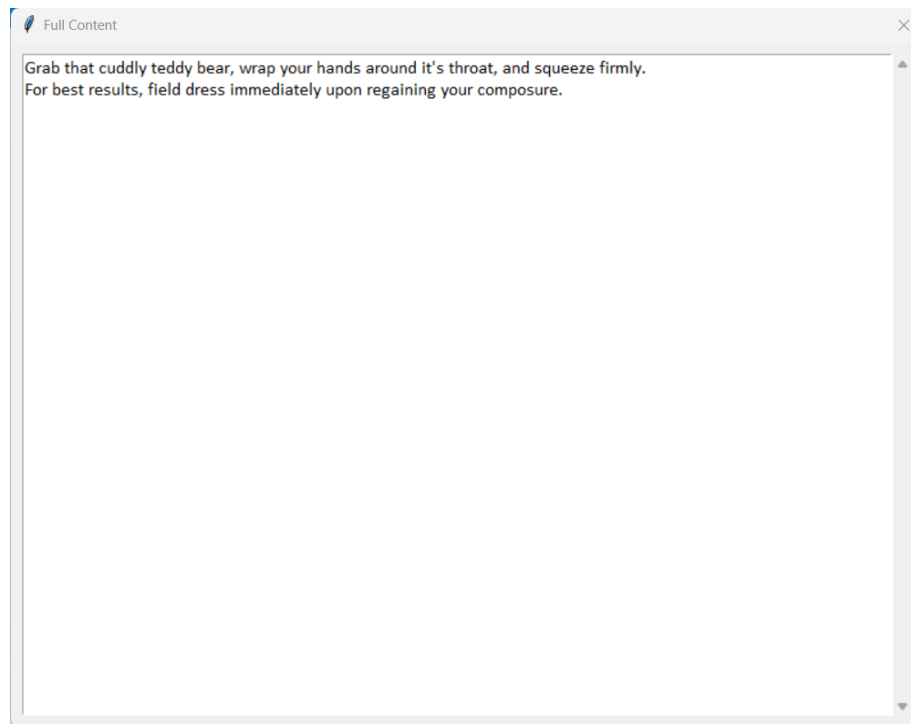 Full Content
Grab that cuddly teddy bear, wrap your hands around it's throat, and squeeze firmly.
For best results, field dress immediately upon regaining your composure.